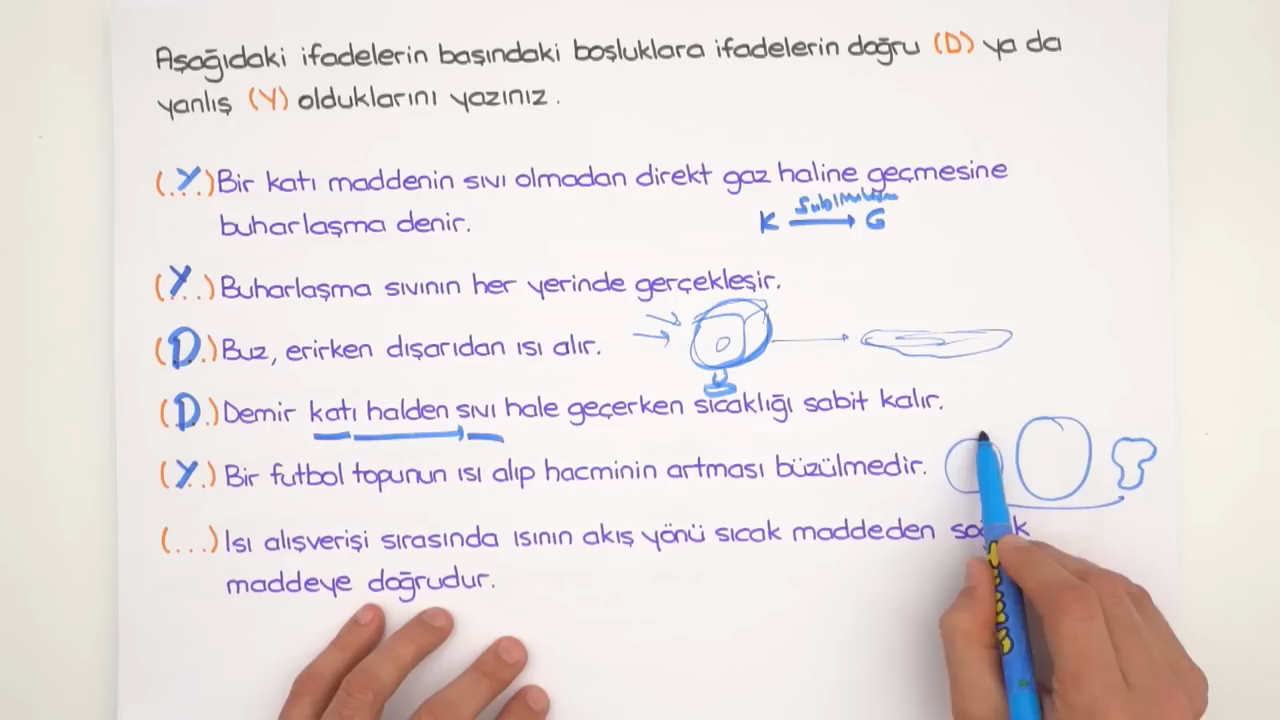 Aşağıdaki ifadelerin başındaki boşluklara ifadelerin doğru (D) ya da
yanlış (Y) olduklarını yazınız.
(.Y.) Bir katı maddenin sıvı olmadan direkt gaz haline geçmesine
Süblimleşme
buharlaşma denir. K → G
(Y..) Buharlaşma sıvının her yerinde gerçekleşir.
(D.) Buz, erirken dışarıdan ısı alır.
(D.) Demir katı halden sıvı hale geçerken sıcaklığı sabit kalır.
(Y.) Bir futbol topunun ısı alıp hacminin artması büzülmedir.
(...) Isı alışverişi sırasında ısının akış yönü sıcak maddeden
maddeye doğrudur.